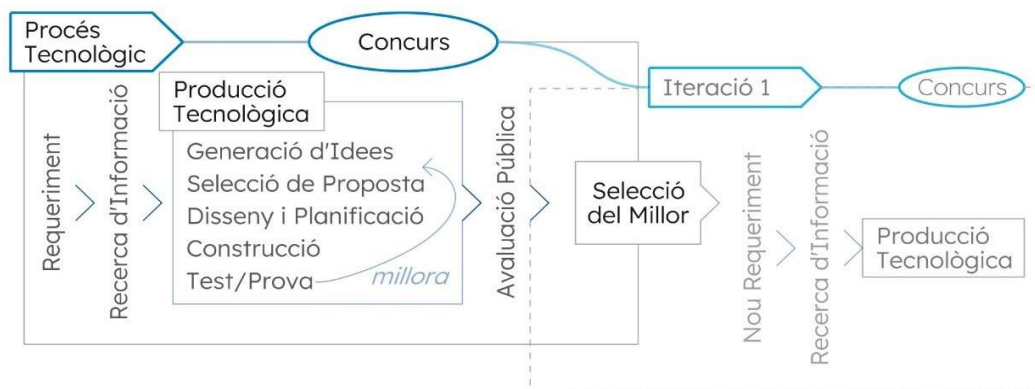 Procés
Tecnològic
Concurs
Iteració 1
Concurs
Requeriment
Recerca d'Informació
Producció
Tecnològica
Generació d'Idees
Selecció de Proposta
Disseny i Planificació
Construcció
Test/Prova
millora
Avaluació Pública
Selecció
del Millor
Nou Requeriment
Recerca d'Informació
Producció
Tecnològica